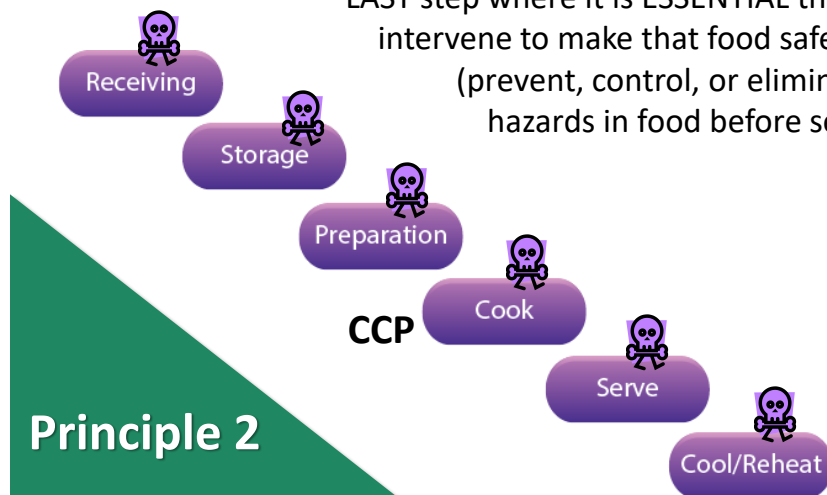 LAST step where it is ESSENTIAL
intervene to make that food safe
(prevent, control, or
hazards in food before
Receiving
Storage
Preparation
CCP
Cook
Serve
Principle 2
Cool/Reheat